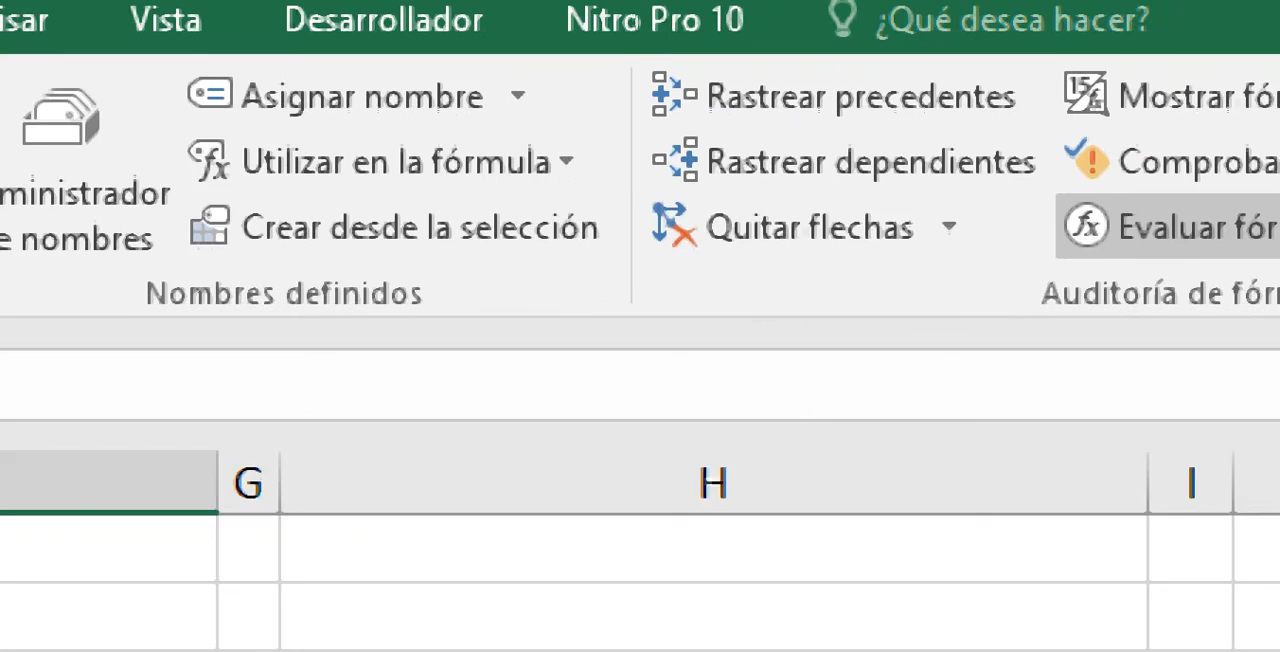 isar Vista Desarrollador Nitro Pro 10 ¿Qué desea hacer?
Asignar nombre Rastrear precedentes Mostrar fór
Utilizar en la fórmula Rastrear dependientes Comproba
ministrador
e nombres
Crear desde la selección Quitar flechas Evaluar fór
Nombres definidos Auditoría de fór
G H I